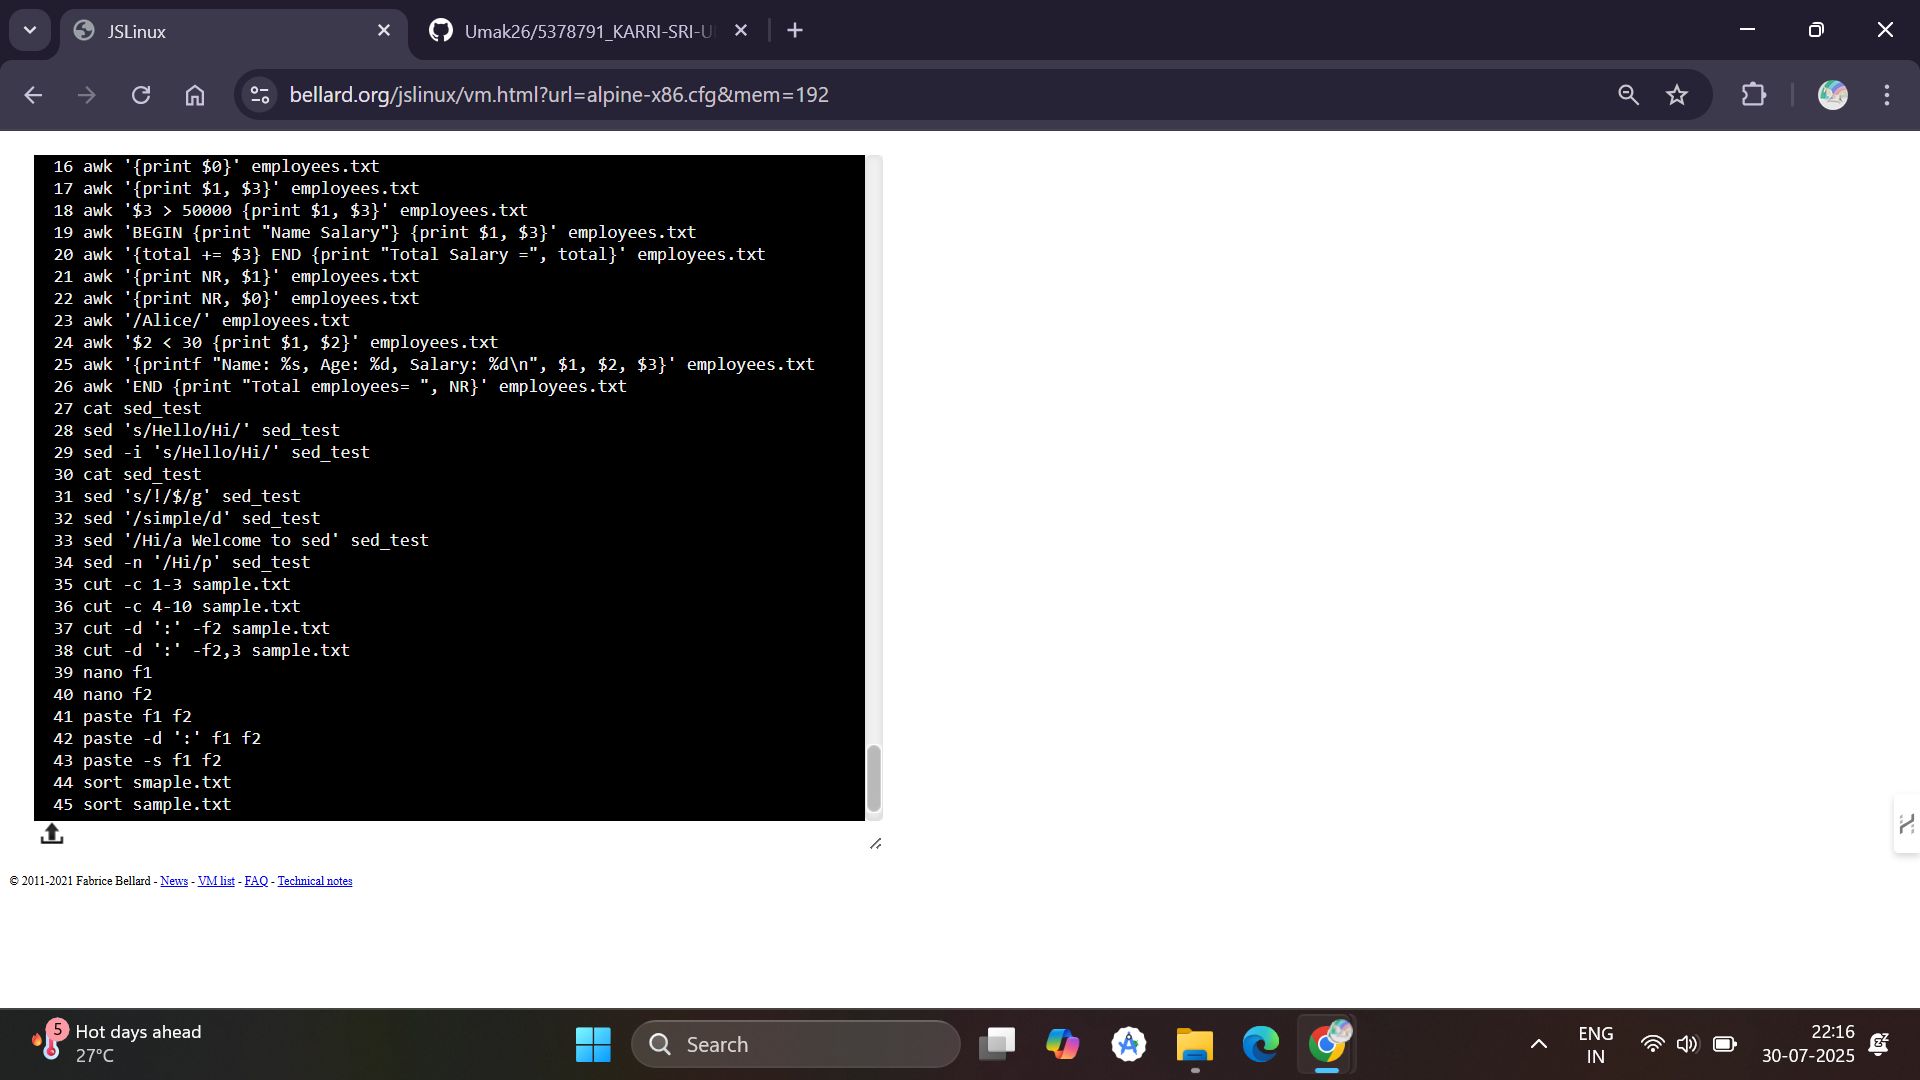 JSLinux
Umak26/5378791_KARRI-SRI-U
bellard.org/jslinux/vm.html?url=alpine-x86.cfg&mem=192
16 awk '{print $0}' employees.txt
17 awk '{print $1, $3}' employees.txt
18 awk '$3 > 50000 {print $1, $3}' employees.txt
19 awk 'BEGIN {print "Name Salary"} {print $1, $3}' employees.txt
20 awk '{total += $3} END {print "Total Salary =", total}' employees.txt
21 awk '{print NR, $1}' employees.txt
22 awk '{print NR, $0}' employees.txt
23 awk '/Alice/' employees.txt
24 awk '$2 < 30 {print $1, $2}' employees.txt
25 awk '{printf "Name: %s, Age: %d, Salary: %d\n", $1, $2, $3}' employees.txt
26 awk 'END {print "Total employees= ", NR}' employees.txt
27 cat sed_test
28 sed 's/Hello/Hi/' sed_test
29 sed -i 's/Hello/Hi/' sed_test
30 cat sed_test
31 sed 's/!/$/g' sed_test
32 sed '/simple/d' sed_test
33 sed '/Hi/a Welcome to sed' sed_test
34 sed -n '/Hi/p' sed_test
35 cut -c 1-3 sample.txt
36 cut -c 4-10 sample.txt
37 cut -d ':' -f2 sample.txt
38 cut -d ':' -f2,3 sample.txt
39 nano f1
40 nano f2
41 paste f1 f2
42 paste -d ':' f1 f2
43 paste -s f1 f2
44 sort smaple.txt
45 sort sample.txt
© 2011-2021 Fabrice Bellard - News - VM list - FAQ - Technical notes
5
Hot days ahead
27°C
Search
ENG
IN
22:16
30-07-2025